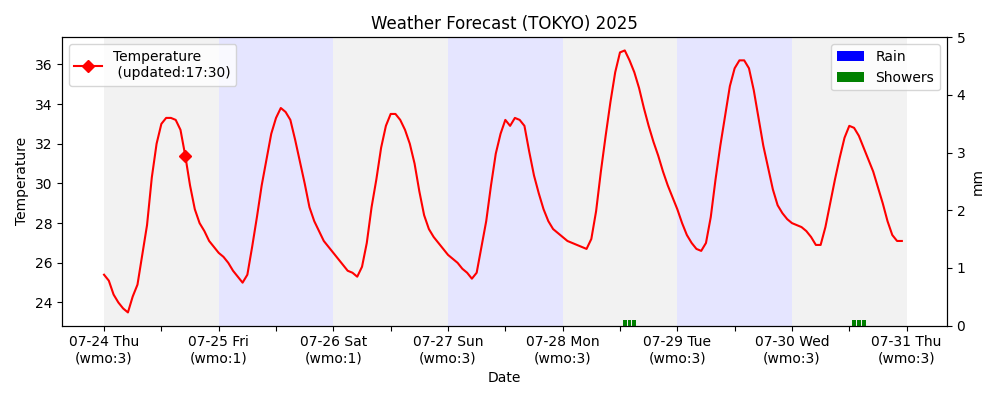 Weather Forecast (TOKYO) 2025
Temperature
(updated:17:30)
Rain
Showers
Temperature
36
34
32
30
28
26
24
5
4
3
2
1
0
mm
07-24 Thu
(wmo:3)
07-25 Fri
(wmo:1)
07-26 Sat
(wmo:1)
07-27 Sun
(wmo:3)
07-28 Mon
(wmo:3)
07-29 Tue
(wmo:3)
07-30 Wed
(wmo:3)
07-31 Thu
(wmo:3)
Date